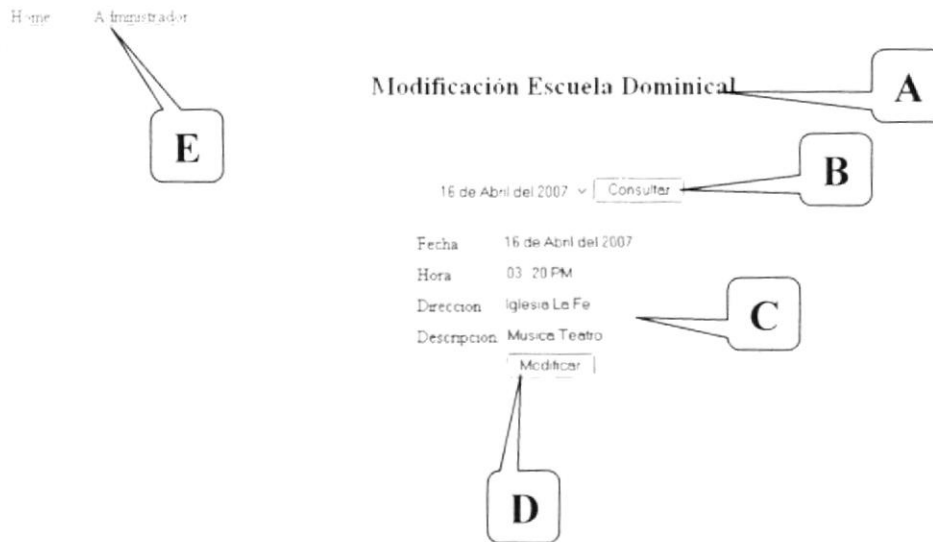 Home Administrador
Modificación Escuela Dominical
A
E
B
16 de Abril del 2007 Consultar
Fecha 16 de Abril del 2007
Hora 03 20 PM
Direccion Iglesia La Fe
C
Descripcion Musica Teatro
Modificar
D